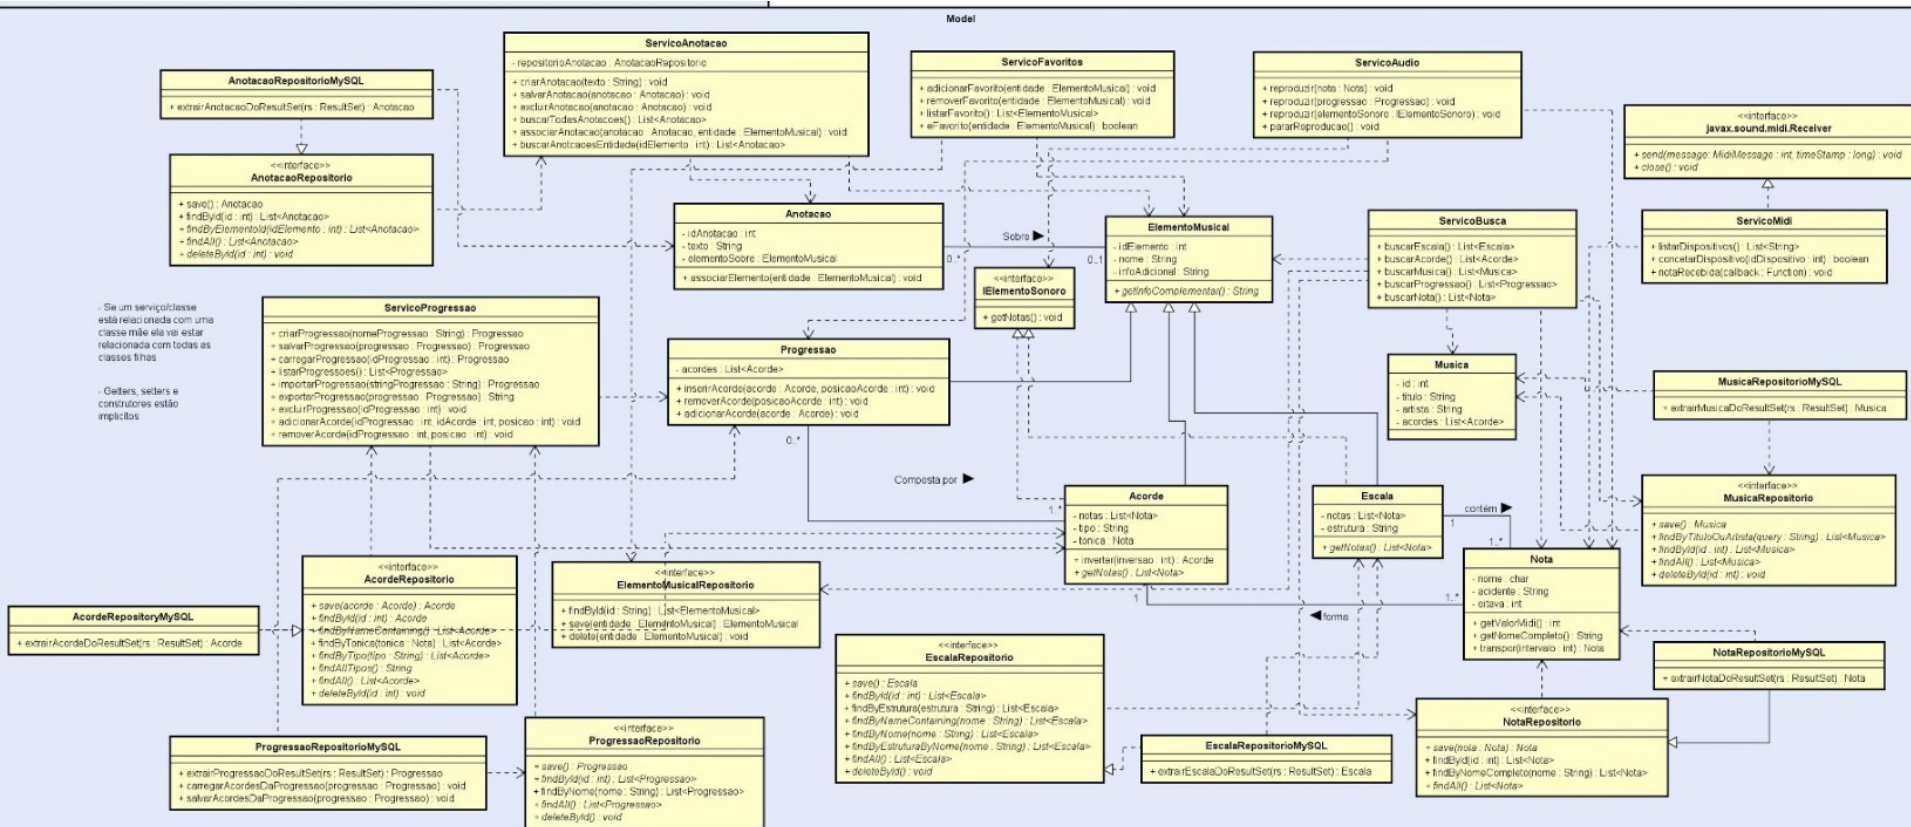 Model
ServicoAnotacao
- repositorioAnotacao : AnotacaoRepositorio
+ criarAnotacao(texto : String) : void
+ salvarAnotacao(anotacao : Anotacao) : void
+ excluirAnotacao(anotacao : Anotacao) : void
+ buscarTodasAnotacoes() : List<Anotacao>
+ associarAnotacao(anotacao : Anotacao, entidade : ElementoMusical) : void
+ buscarAnotcaoesEntidade(idElemento : int) : List<Anotacao>
ServicoFavoritos
+ adicionarFavorito(entidade : ElementoMusical) : void
+ removerFavorito(entidade : ElementoMusical) : void
+ listarFavorito() : List<ElementoMusical>
+ eFavorito(entidade : ElementoMusical) : boolean
ServicoAudio
+ reproduzir(nota : Nota) : void
+ reproduzir(progressao : Progressao) : void
+ reproduzir(elementoSonoro : IElementoSonoro) : void
+ pararReproducao() : void
AnotacaoRepositorioMySQL
+ extrairAnotacaoDoResultSet(rs : ResultSet) : Anotacao
<<interface>>
javax.sound.midi.Receiver
+ send(message: MidiMessage : int, timeStamp : long) : void
+ close() : void
<<interface>>
AnotacaoRepositorio
+ save() : Anotacao
+ findById(id : int) : List<Anotacao>
+ findByElementoId(idElemento : int) : List<Anotacao>
+ findAll() : List<Anotacao>
+ deleteById(id : int) : void
Anotacao
- idAnotacao : int
- texto : String
- elementoSobre : ElementoMusical
+ associarElemento(entidade : ElementoMusical) : void
Sobre
0..*
0..1
ElementoMusical
- idElemento : int
- nome : String
- infoAdicional : String
+ getInfoComplementar() : String
ServicoBusca
+ buscarEscala() : List<Escala>
+ buscarAcorde() : List<Acorde>
+ buscarMusica() : List<Musica>
+ buscarProgressao() : List<Progressao>
+ buscarNota() : List<Nota>
ServicoMidi
+ listarDispositivos() : List<String>
+ concetarDispositivo(idDispositivo : int) : boolean
+ notaRecebida(callback : Function) : void
<<interface>>
IElementoSonoro
+ getNotas() : void
- Se um serviço/classe
está relacionada com uma
classe mãe ela vai estar
relacionada com todas as
classes filhas
- Getters, setters e
construtores estão
implícitos
ServicoProgressao
+ criarProgressao(nomeProgressao : String) : Progressao
+ salvarProgressao(progressao : Progressao) : Progressao
+ carregarProgressao(idProgressao : int) : Progressao
+ listarProgressoes() : List<Progressao>
+ importarProgressao(stringProgressao : String) : Progressao
+ exportarProgressao(progressao : Progressao) : String
+ excluirProgressao(idProgressao : int) : void
+ adicionarAcorde(idProgressao : int, idAcorde : int, posicao : int) : void
+ removerAcorde(idProgressao : int, posicao : int) : void
Progressao
- acordes : List<Acorde>
+ inserirAcorde(acorde : Acorde, posicaoAcorde : int) : void
+ removerAcorde(posicaoAcorde : int) : void
+ adicionarAcorde(acorde : Acorde) : void
0..*
Composta por
1..*
Musica
- id : int
- titulo : String
- artista : String
- acordes : List<Acorde>
MusicaRepositorioMySQL
+ extrairMusicaDoResultSet(rs : ResultSet) : Musica
<<interface>>
MusicaRepositorio
+ save() : Musica
+ findByTituloOuArtista(query : String) : List<Musica>
+ findById(id : int) : List<Musica>
+ findAll() : List<Musica>
+ deleteById(id : int) : void
Acorde
- notas : List<Nota>
- tipo : String
- tonica : Nota
+ inverter(inversao : int) : Acorde
+ getNotas() : List<Nota>
Escala
- notas : List<Nota>
- estrutura : String
+ getNotas() : List<Nota>
contém
1
1..*
Nota
- nome : char
- acidente : String
- oitava : int
+ getValorMidi() : int
+ getNomeCompleto() : String
+ transpor(intervalo : int) : Nota
1
1..*
forma
<<interface>>
AcordeRepositorio
+ save(acorde : Acorde) : Acorde
+ findById(id : int) : Acorde
+ findByNameContaining() : List<Acorde>
+ findByTonica(tonica : Nota) : List<Acorde>
+ findByTipo(tipo : String) : List<Acorde>
+ findAllTipos() : String
+ findAll() : List<Acorde>
+ deleteById(id : int) : void
<<interface>>
ElementoMusicalRepositorio
+ findById(id : String) : List<ElementoMusical>
+ save(entidade : ElementoMusical) : ElementoMusical
+ delete(entidade : ElementoMusical) : void
AcordeRepositoryMySQL
+ extrairAcordeDoResultSet(rs : ResultSet) : Acorde
<<interface>>
EscalaRepositorio
+ save() : Escala
+ findById(id : int) : List<Escala>
+ findByEstrutura(estrutura : String) : List<Escala>
+ findByNameContaining(nome : String) : List<Escala>
+ findByNome(nome : String) : List<Escala>
+ findByEstruturaByNome(nome : String) : List<Escala>
+ findAll() : List<Escala>
+ deleteById() : void
NotaRepositorioMySQL
+ extrairNotaDoResultSet(rs : ResultSet) : Nota
<<interface>>
NotaRepositorio
+ save(nota : Nota) : Nota
+ findById(id : int) : List<Nota>
+ findByNomeCompleto(nome : String) : List<Nota>
+ findAll() : List<Nota>
ProgressaoRepositorioMySQL
+ extrairProgressaoDoResultSet(rs : ResultSet) : Progressao
+ carregarAcordesDaProgressao(progressao : Progressao) : void
+ salvarAcordesDaProgressao(progressao : Progressao) : void
<<interface>>
ProgressaoRepositorio
+ save() : Progressao
+ findById(id : int) : List<Progressao>
+ findByNome(nome : String) : List<Progressao>
+ findAll() : List<Progressao>
+ deleteById() : void
EscalaRepositorioMySQL
+ extrairEscalaDoResultSet(rs : ResultSet) : Escala